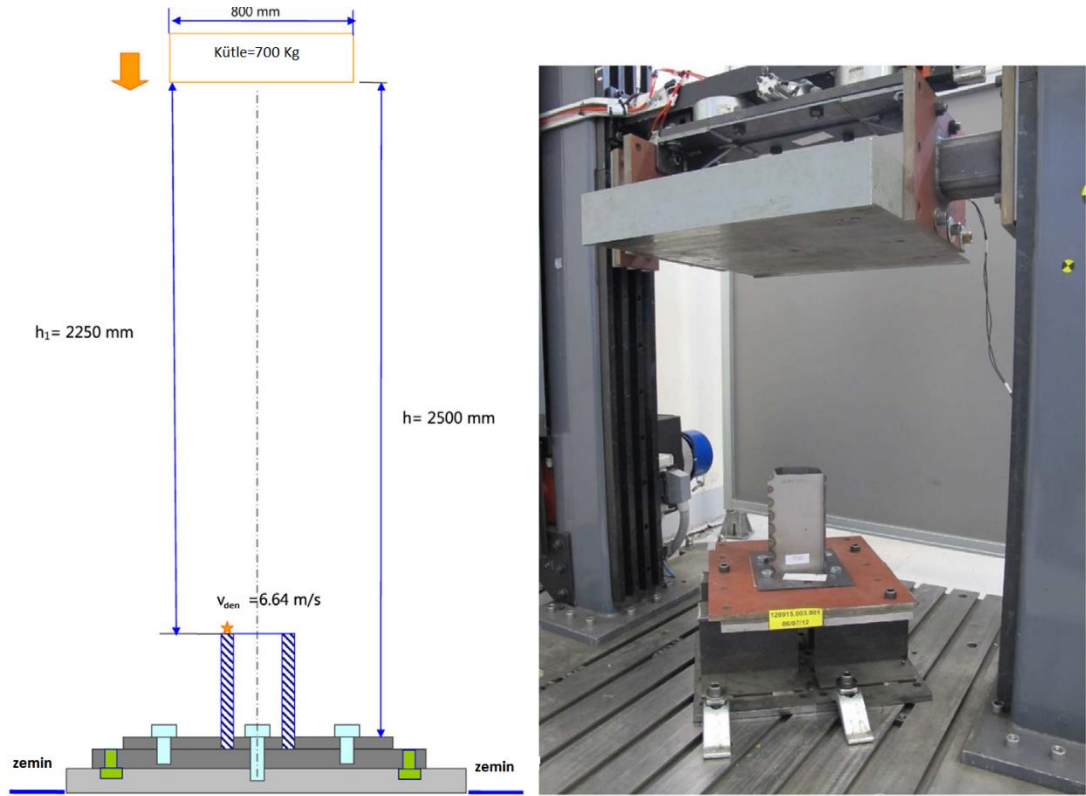 800 mm
Kütle=700 Kg
h₁= 2250 mm
h= 2500 mm
v_den =6.64 m/s
zemin
zemin
120915.003.001
06/07/12